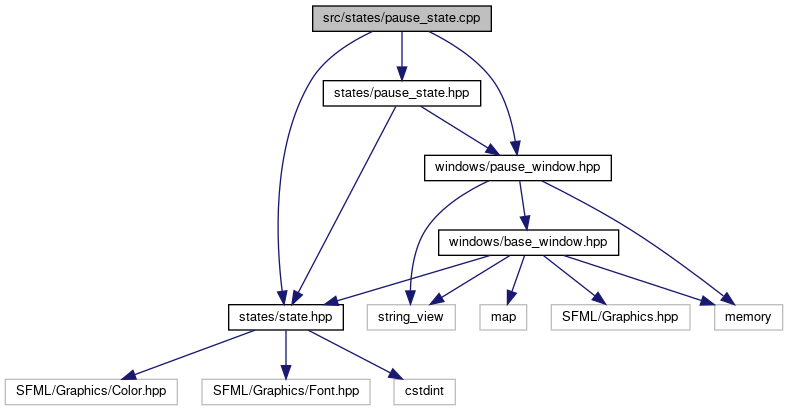 src/states/pause_state.cpp
states/pause_state.hpp
windows/pause_window.hpp
windows/base_window.hpp
states/state.hpp
string_view
map
SFML/Graphics.hpp
memory
SFML/Graphics/Color.hpp
SFML/Graphics/Font.hpp
cstdint